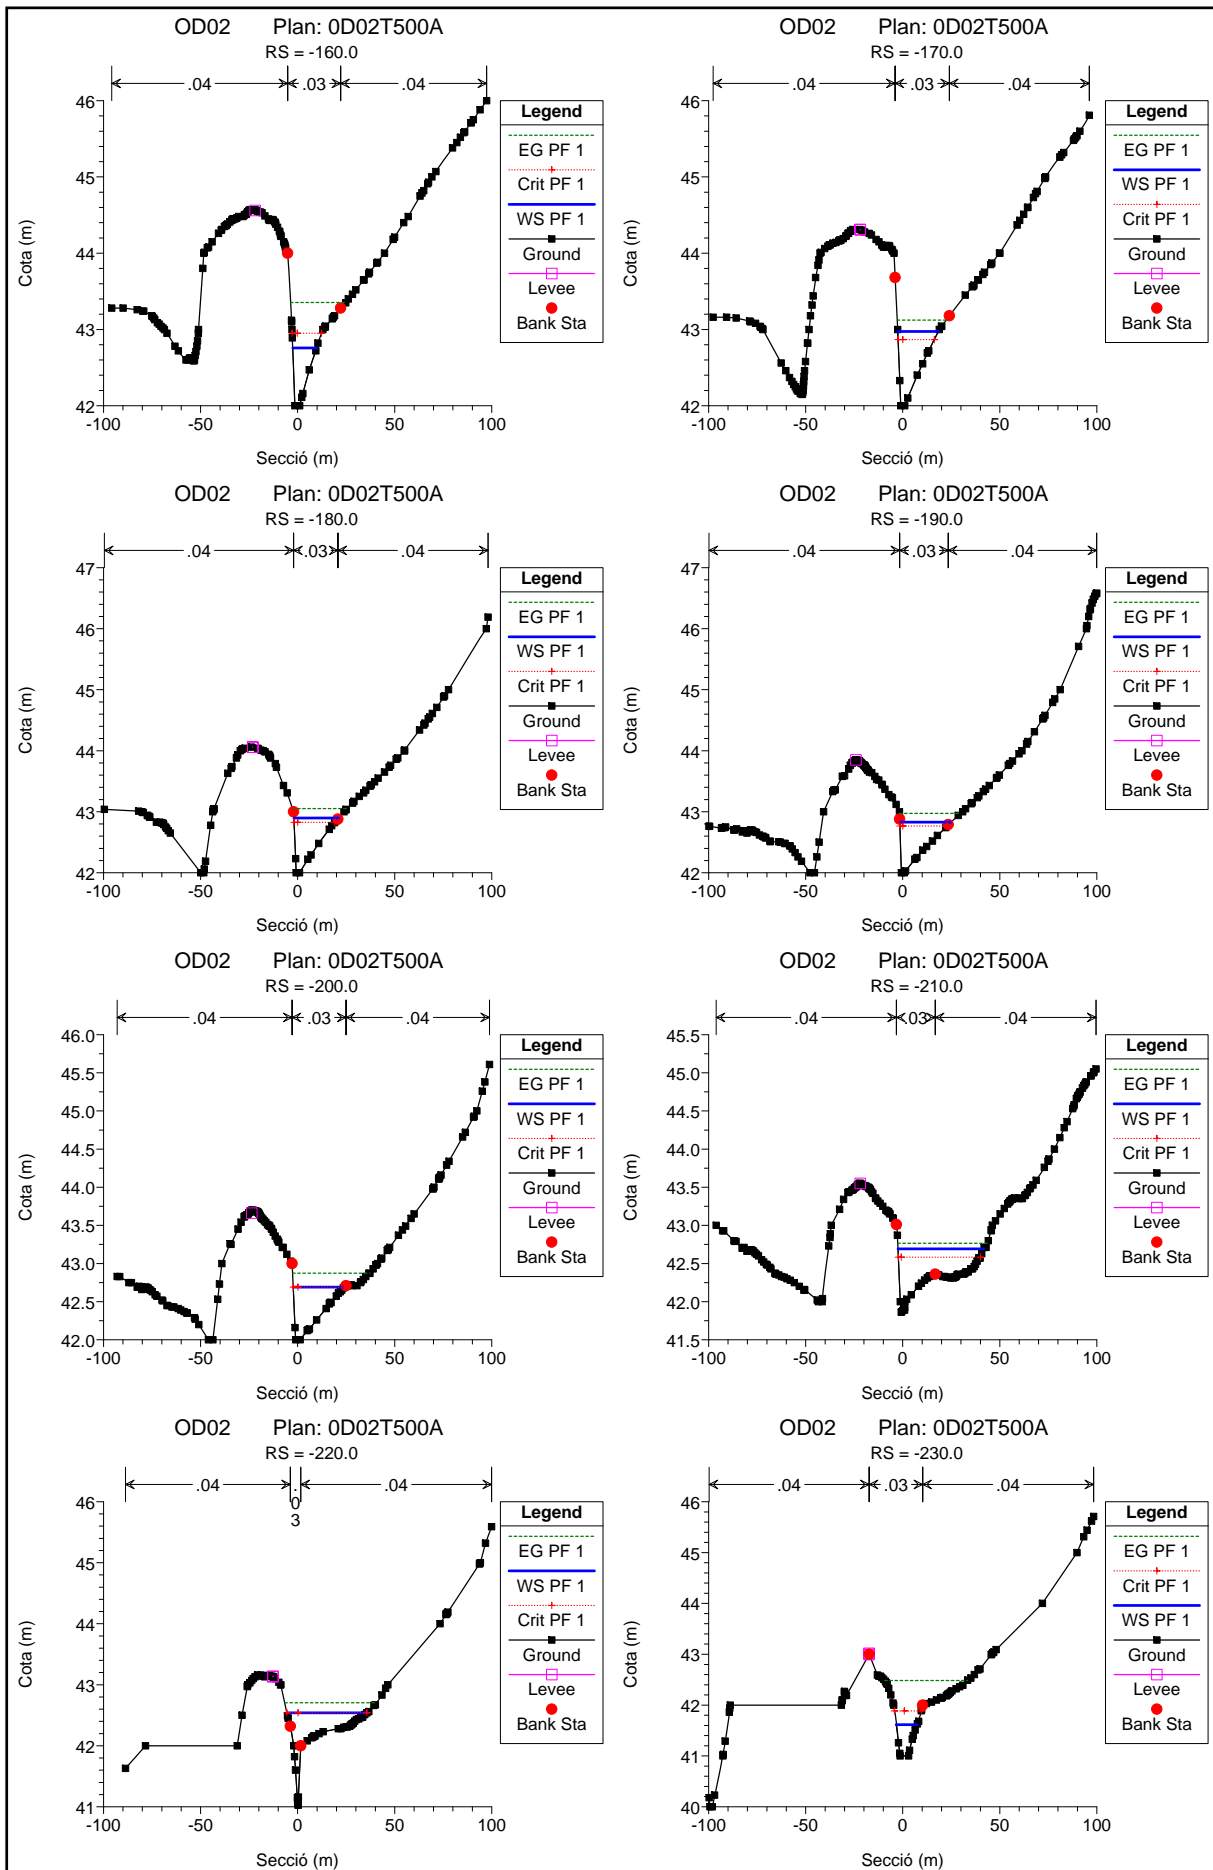 OD02 Plan: 0D02T500A
RS = -160.0
.04 .03 .04
46
45
44
43
42
-100 -50 0 50 100
Cota (m)
Secció (m)
Legend
EG PF 1
Crit PF 1
WS PF 1
Ground
Levee
Bank Sta
OD02 Plan: 0D02T500A
RS = -170.0
.04 .03 .04
46
45
44
43
42
-100 -50 0 50 100
Cota (m)
Secció (m)
Legend
EG PF 1
WS PF 1
Crit PF 1
Ground
Levee
Bank Sta
OD02 Plan: 0D02T500A
RS = -180.0
.04 .03 .04
47
46
45
44
43
42
-100 -50 0 50 100
Cota (m)
Secció (m)
Legend
EG PF 1
WS PF 1
Crit PF 1
Ground
Levee
Bank Sta
OD02 Plan: 0D02T500A
RS = -190.0
.04 .03 .04
47
46
45
44
43
42
-100 -50 0 50 100
Cota (m)
Secció (m)
Legend
EG PF 1
WS PF 1
Crit PF 1
Ground
Levee
Bank Sta
OD02 Plan: 0D02T500A
RS = -200.0
.04 .03 .04
46.0
45.5
45.0
44.5
44.0
43.5
43.0
42.5
42.0
-100 -50 0 50 100
Cota (m)
Secció (m)
Legend
EG PF 1
WS PF 1
Crit PF 1
Ground
Levee
Bank Sta
OD02 Plan: 0D02T500A
RS = -210.0
.04 .03 .04
45.5
45.0
44.5
44.0
43.5
43.0
42.5
42.0
41.5
-100 -50 0 50 100
Cota (m)
Secció (m)
Legend
EG PF 1
WS PF 1
Crit PF 1
Ground
Levee
Bank Sta
OD02 Plan: 0D02T500A
RS = -220.0
.04 .03 .04
46
45
44
43
42
41
-100 -50 0 50 100
Cota (m)
Secció (m)
Legend
EG PF 1
WS PF 1
Crit PF 1
Ground
Levee
Bank Sta
OD02 Plan: 0D02T500A
RS = -230.0
.04 .03 .04
46
45
44
43
42
41
40
-100 -50 0 50 100
Cota (m)
Secció (m)
Legend
EG PF 1
Crit PF 1
WS PF 1
Ground
Levee
Bank Sta